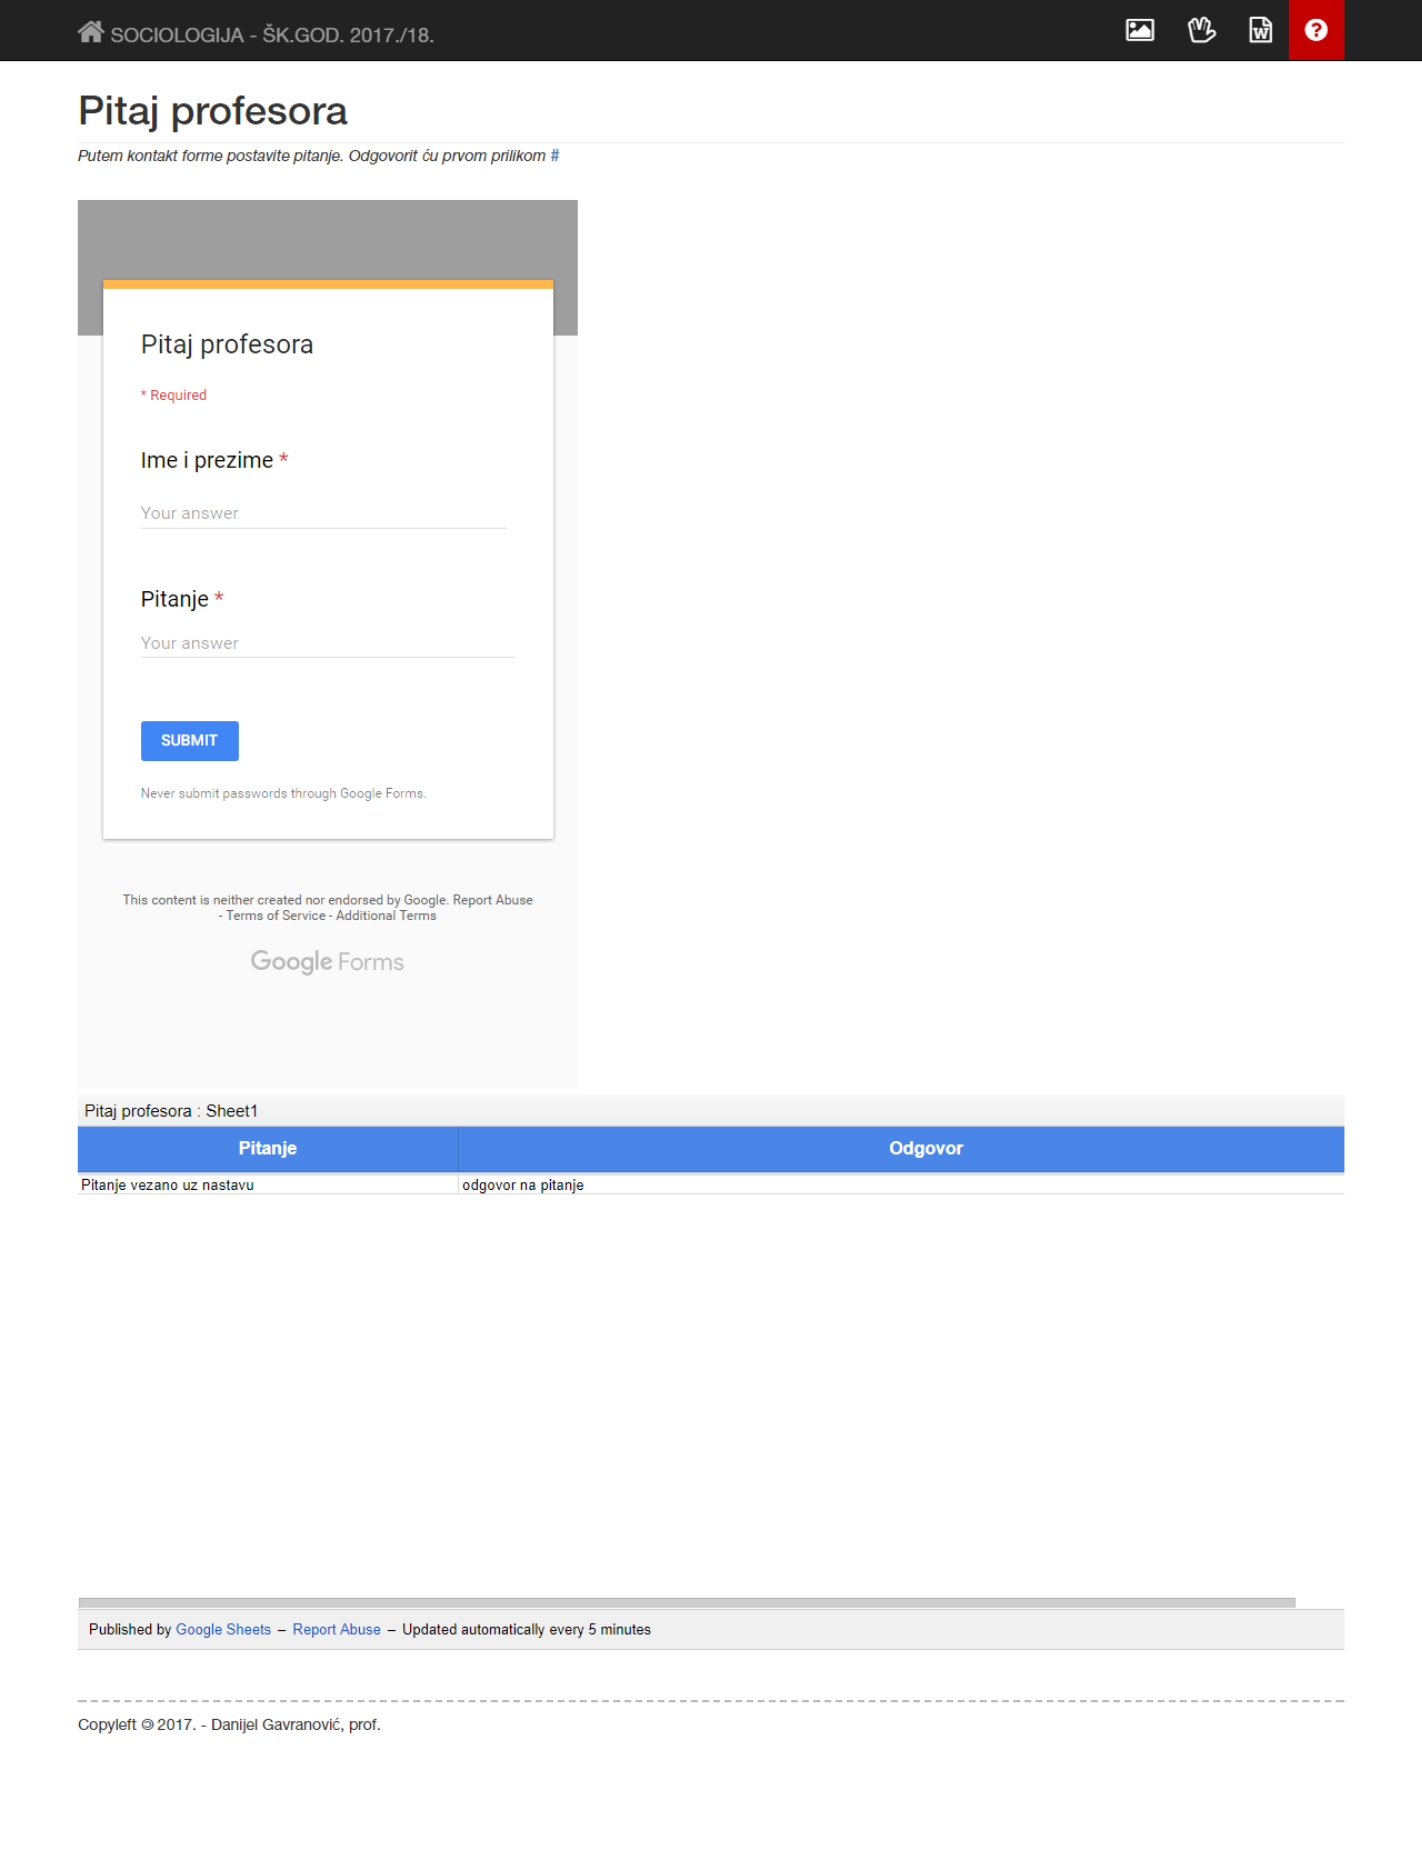 SOCIOLOGIJA - ŠK.GOD. 2017./18.
Pitaj profesora
Putem kontakt forme postavite pitanje. Odgovorit ću prvom prilikom #
Pitaj profesora
* Required
Ime i prezime *
Your answer
Pitanje *
Your answer
SUBMIT
Never submit passwords through Google Forms.
This content is neither created nor endorsed by Google. Report Abuse
- Terms of Service - Additional Terms
Google Forms
Pitaj profesora : Sheet1
Pitanje Odgovor
Pitanje vezano uz nastavu odgovor na pitanje
Published by Google Sheets – Report Abuse – Updated automatically every 5 minutes
Copyleft 🄯 2017. - Danijel Gavranović, prof.